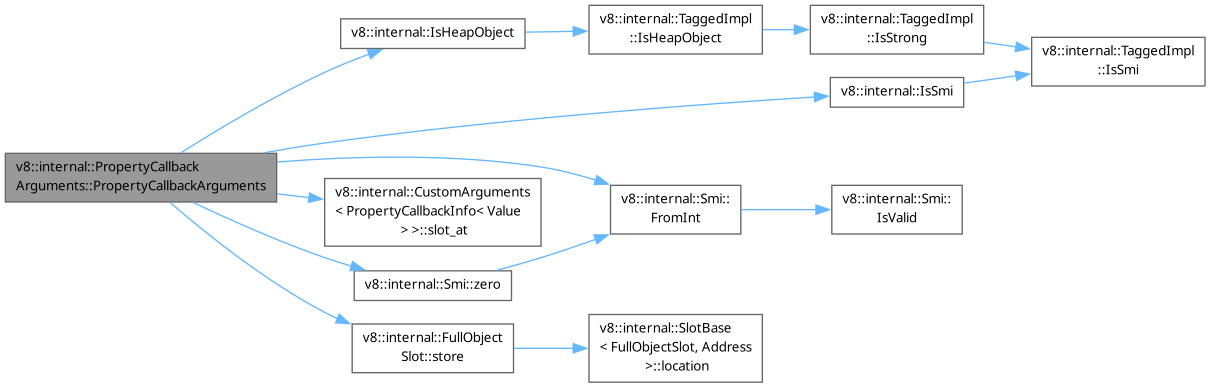 v8::internal::PropertyCallback
Arguments::PropertyCallbackArguments
v8::internal::IsHeapObject
v8::internal::TaggedImpl
::IsHeapObject
v8::internal::TaggedImpl
::IsStrong
v8::internal::TaggedImpl
::IsSmi
v8::internal::IsSmi
v8::internal::Smi::
FromInt
v8::internal::Smi::
IsValid
v8::internal::CustomArguments
< PropertyCallbackInfo< Value
> >::slot_at
v8::internal::Smi::zero
v8::internal::FullObject
Slot::store
v8::internal::SlotBase
< FullObjectSlot, Address
>::location